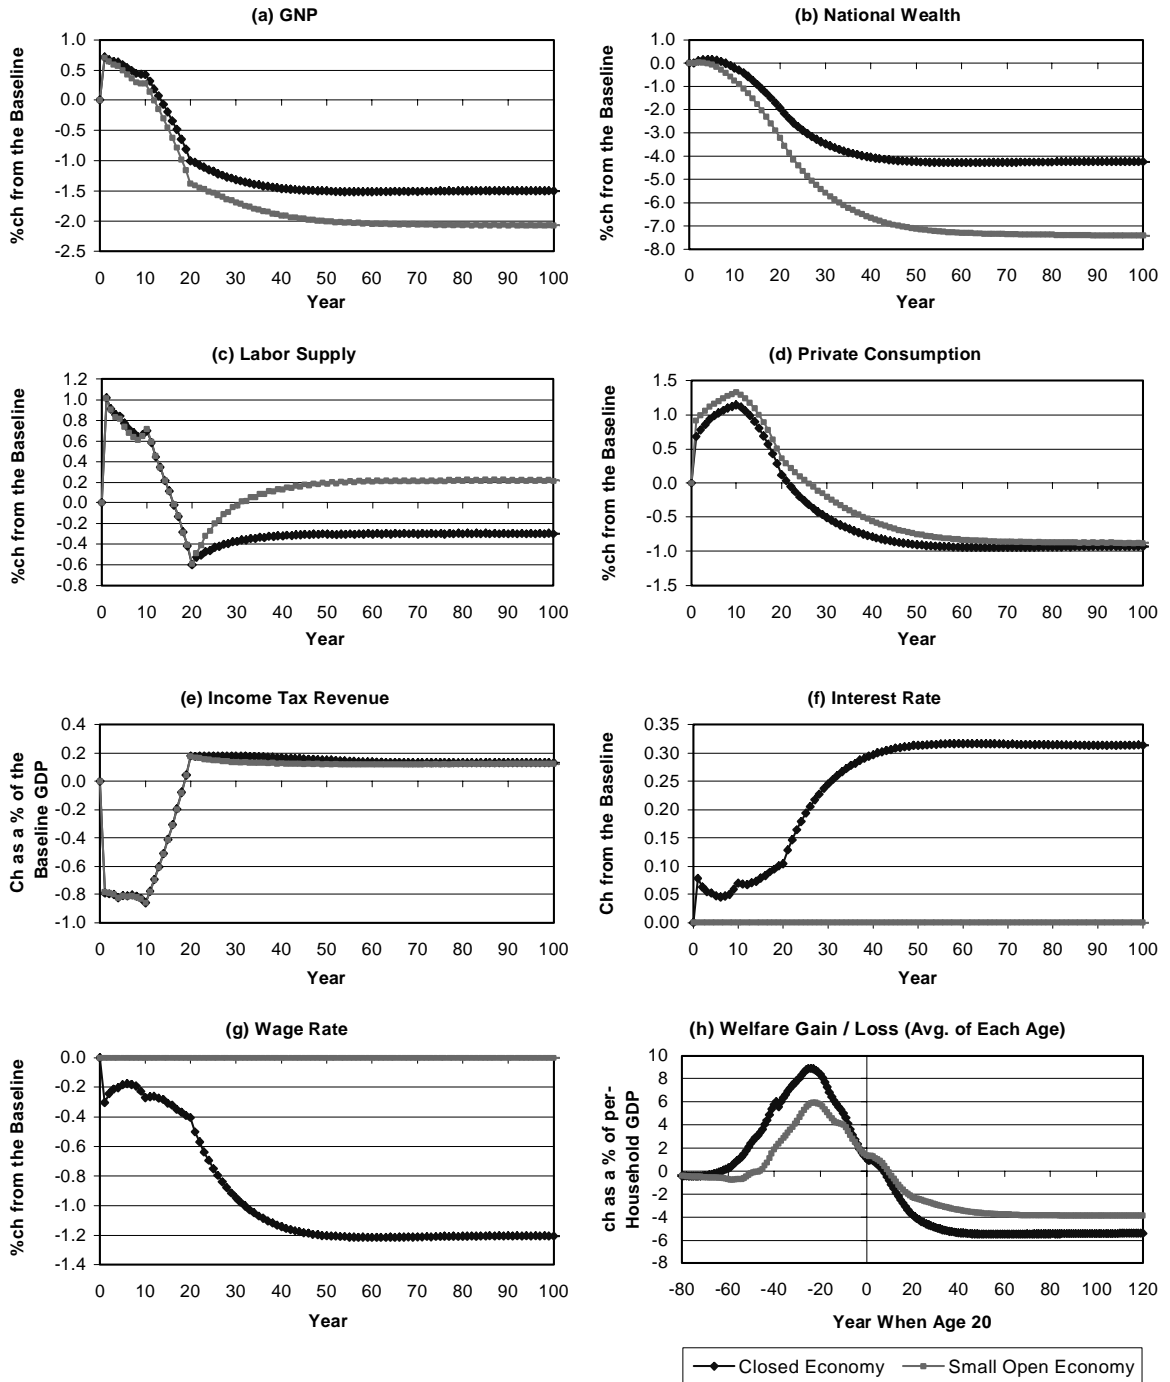 (a) GNP
%ch from the Baseline
1.0
0.5
0.0
-0.5
-1.0
-1.5
-2.0
-2.5
0 10 20 30 40 50 60 70 80 90 100
Year
(b) National Wealth
%ch from the Baseline
1.0
0.0
-1.0
-2.0
-3.0
-4.0
-5.0
-6.0
-7.0
-8.0
0 10 20 30 40 50 60 70 80 90 100
Year
(c) Labor Supply
%ch from the Baseline
1.2
1.0
0.8
0.6
0.4
0.2
0.0
-0.2
-0.4
-0.6
-0.8
0 10 20 30 40 50 60 70 80 90 100
Year
(d) Private Consumption
%ch from the Baseline
1.5
1.0
0.5
0.0
-0.5
-1.0
-1.5
0 10 20 30 40 50 60 70 80 90 100
Year
(e) Income Tax Revenue
Ch as a % of the
Baseline GDP
0.4
0.2
0.0
-0.2
-0.4
-0.6
-0.8
-1.0
0 10 20 30 40 50 60 70 80 90 100
Year
(f) Interest Rate
Ch from the Baseline
0.35
0.30
0.25
0.20
0.15
0.10
0.05
0.00
0 10 20 30 40 50 60 70 80 90 100
Year
(g) Wage Rate
%ch from the Baseline
0.0
-0.2
-0.4
-0.6
-0.8
-1.0
-1.2
-1.4
0 10 20 30 40 50 60 70 80 90 100
Year
(h) Welfare Gain / Loss (Avg. of Each Age)
ch as a % of per-
Household GDP
10
8
6
4
2
0
-2
-4
-6
-8
-80 -60 -40 -20 0 20 40 60 80 100 120
Year When Age 20
Closed Economy Small Open Economy